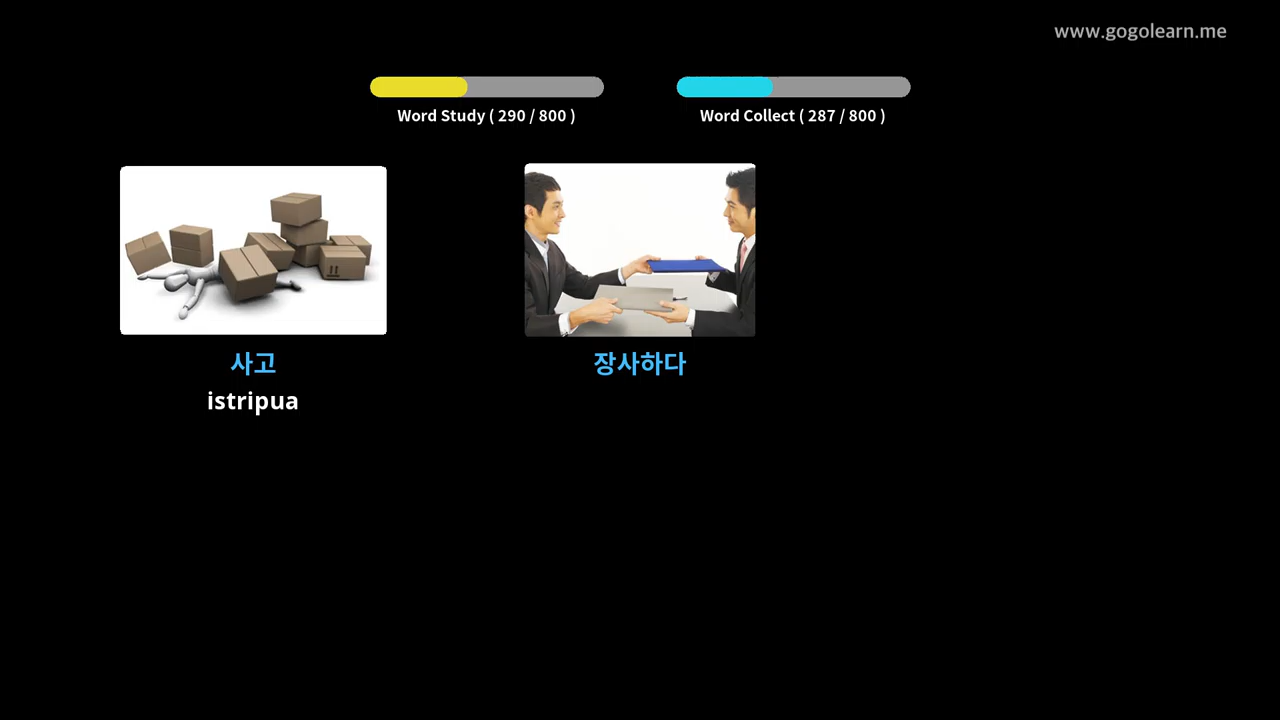 www.gogolearn.me
Word Study ( 290 / 800 )
Word Collect ( 287 / 800 )
사고
istripua
장사하다